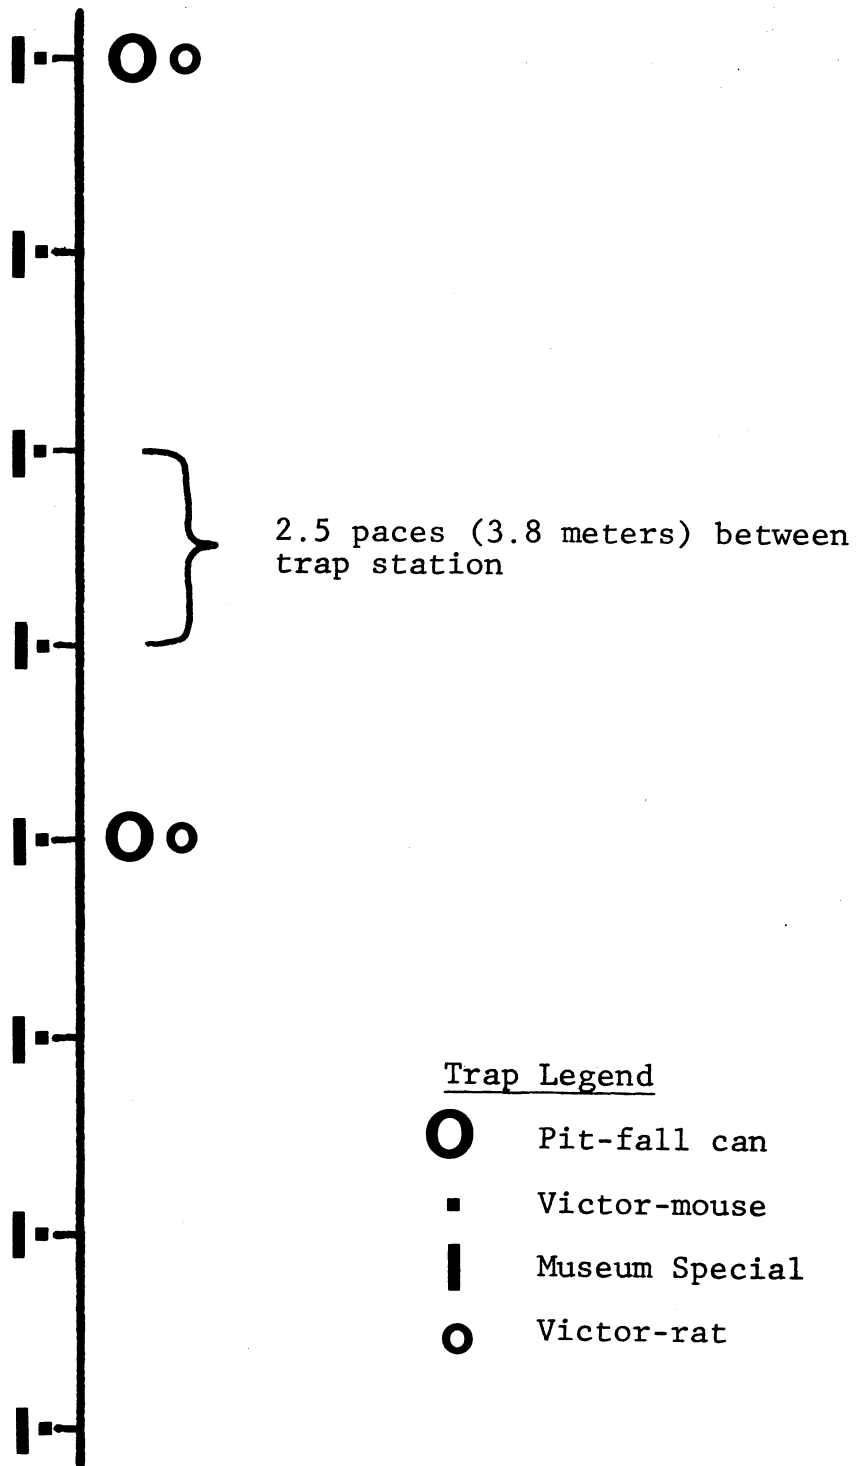 2.5 paces (3.8 meters) between
trap station
Trap Legend
Pit-fall can
Victor-mouse
Museum Special
Victor-rat